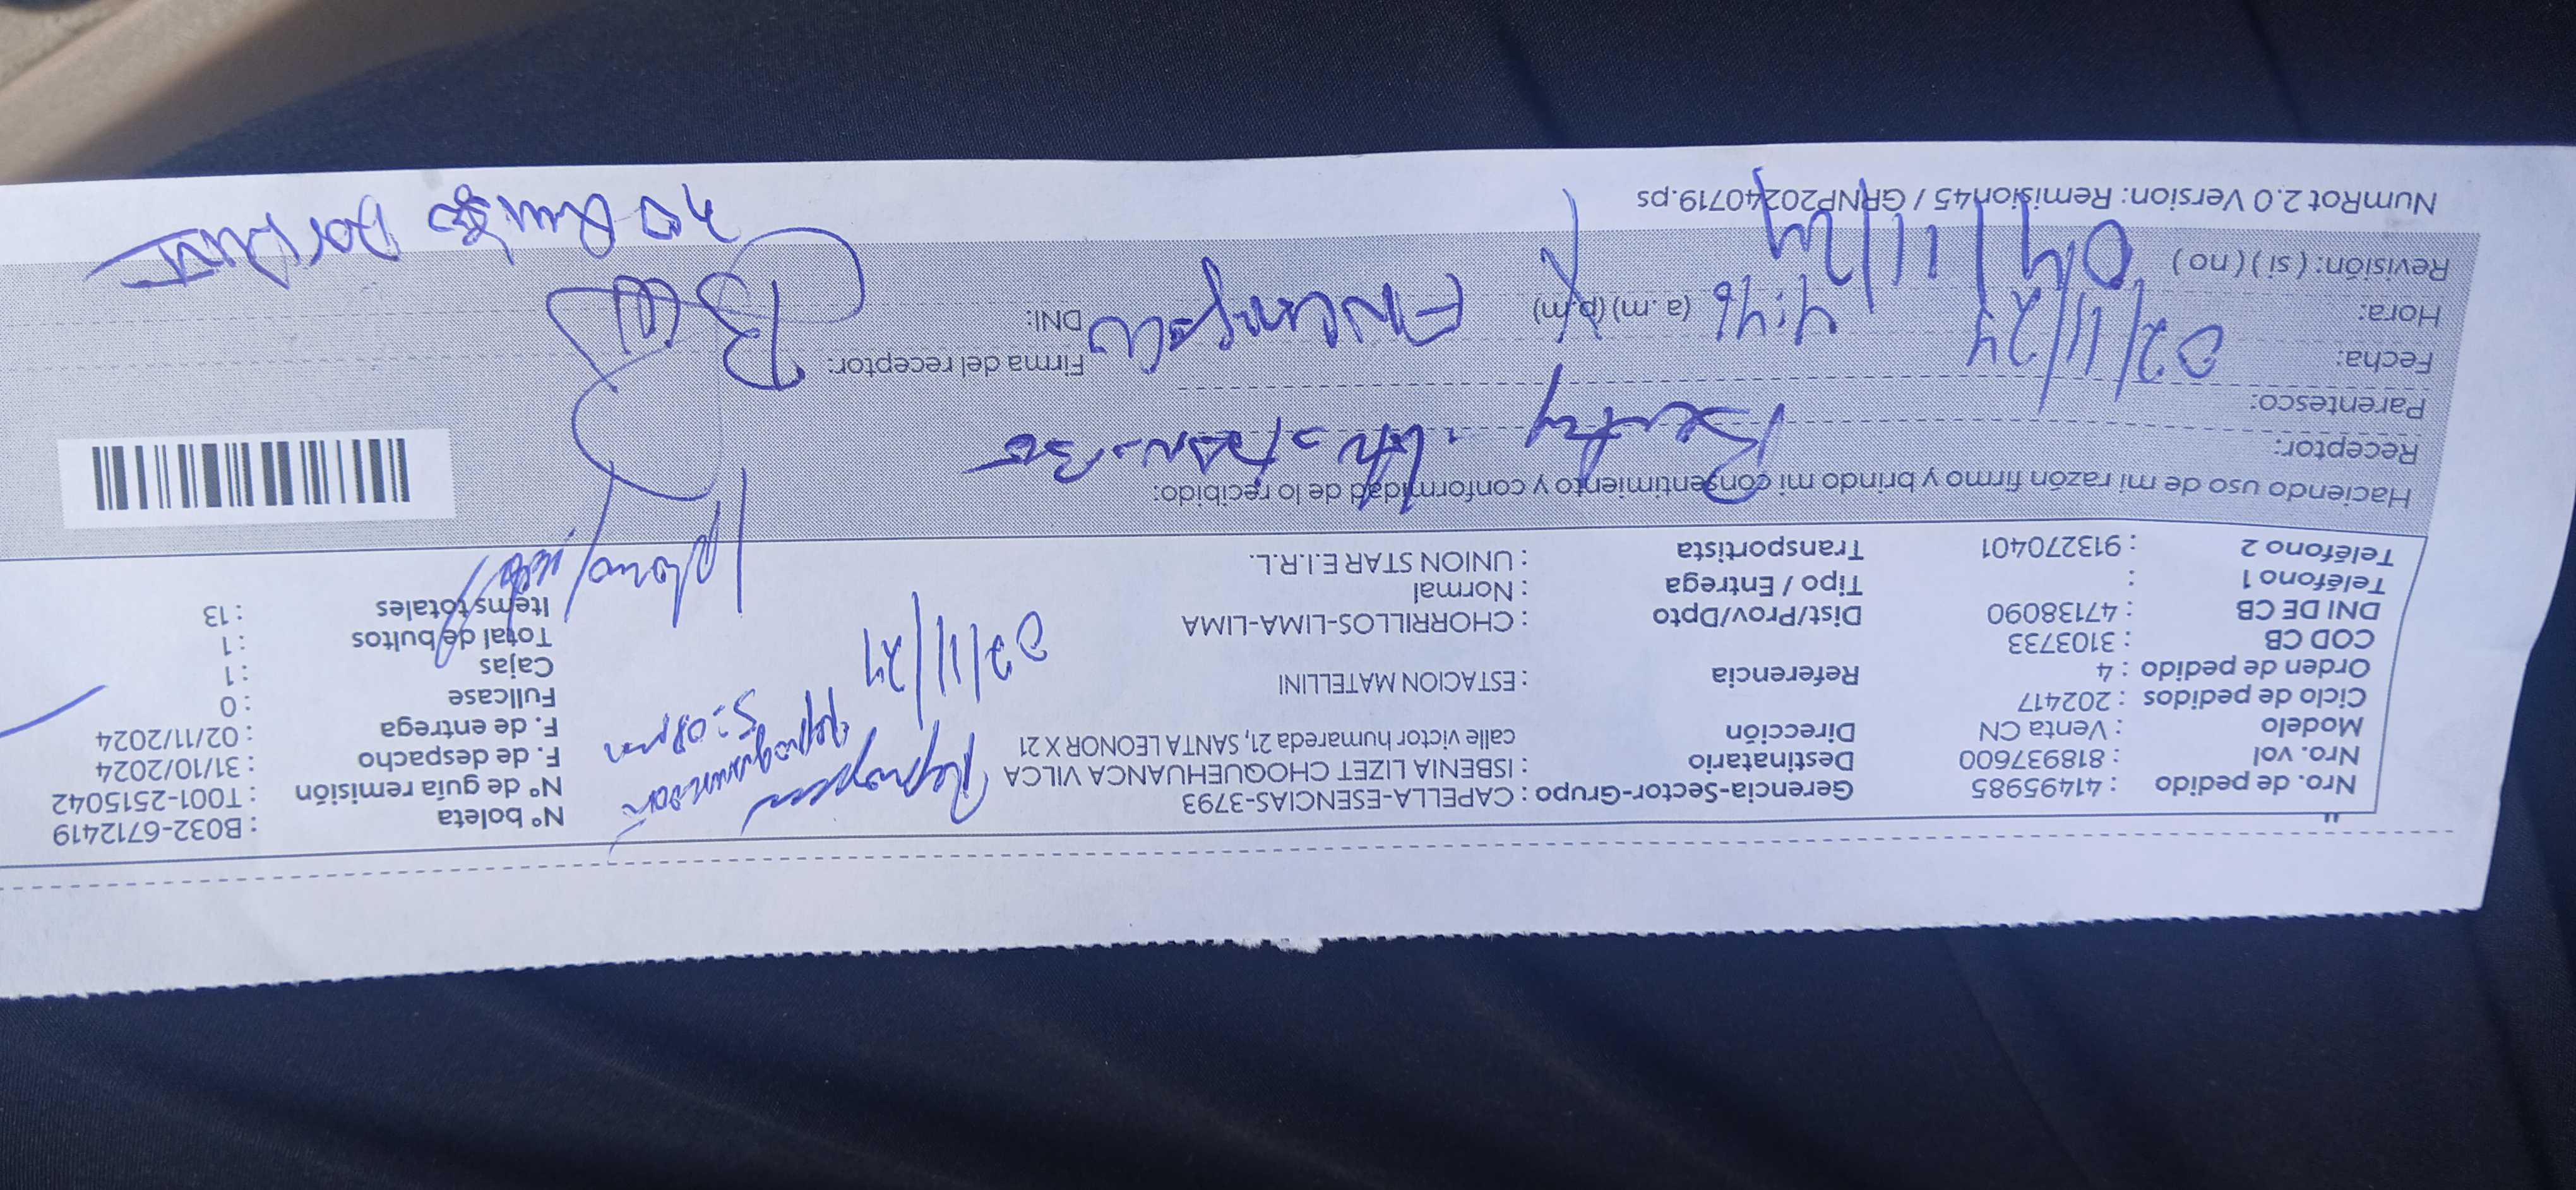 Nro. de pedido : 41495985 Gerencia-Sector-Grupo : CAPELLA-ESENCIAS-3793 Nº boleta : B032-6712419
Nro. vol : 818937600 Destinatario : ISBENIA LIZET CHOQUEHUANCA VILCA Nº de guía remisión : T001-2515042
Modelo : Venta CN Dirección calle victor humareda 21, SANTA LEONOR X 21 F. de despacho : 31/10/2024
Ciclo de pedidos : 202417 F. de entrega : 02/11/2024
Orden de pedido : 4 Referencia : ESTACION MATELLINI Fullcase : 0
COD CB : 3103733 Cajas : 1
DNI DE CB : 47138090 Dist/Prov/Dpto : CHORRILLOS-LIMA-LIMA Total de bultos : 1
Teléfono 1 : Tipo / Entrega : Normal Items totales : 13
Teléfono 2 : 913270401 Transportista : UNION STAR E.I.R.L.
5:08 pm
02/11/24
Haciendo uso de mi razón firmo y brindo mi consentimiento y conformidad de lo recibido:
Receptor:
Parentesco:
Fecha: 02/11/24 Firma del receptor:
Hora: 4:46 (a. m) (p.m) DNI:
Revisión: ( si ) ( no ) 04/11/24
NumRot 2.0 Version: Remision45 / GRNP20240719.ps